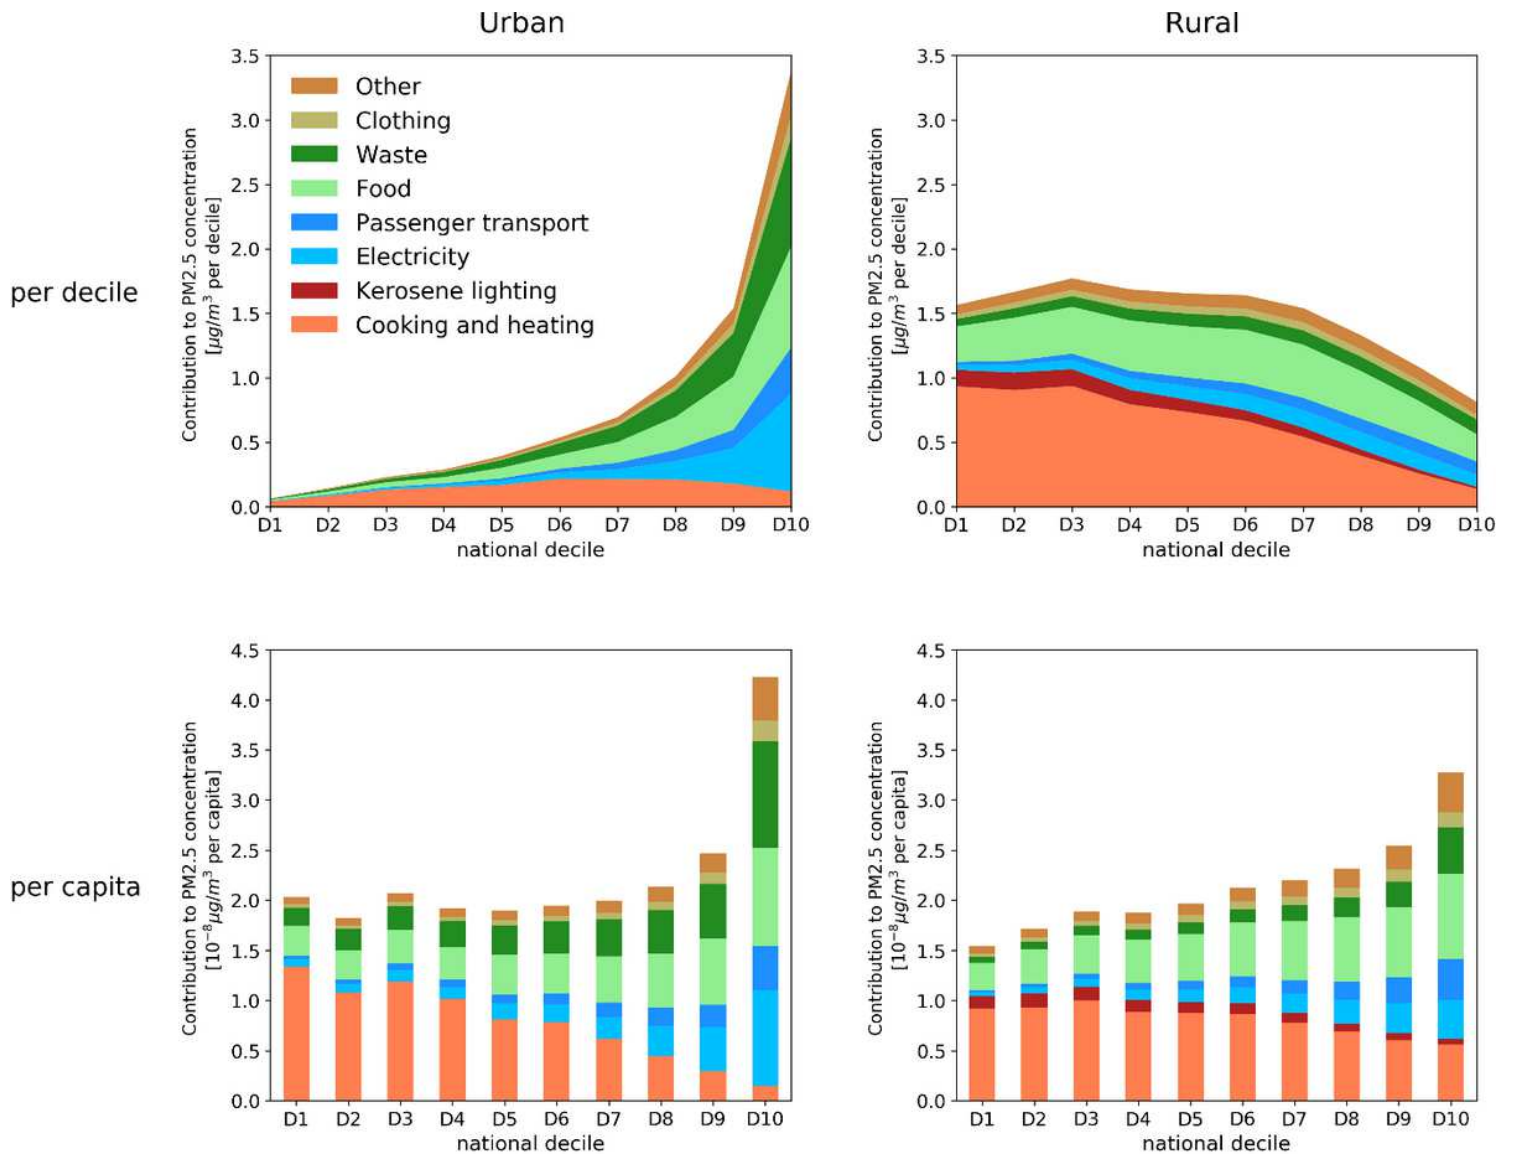 Urban
Rural
per decile
Contribution to PM2.5 concentration
[μg/m³ per decile]
3.5
3.0
2.5
2.0
1.5
1.0
0.5
0.0
Other
Clothing
Waste
Food
Passenger transport
Electricity
Kerosene lighting
Cooking and heating
D1 D2 D3 D4 D5 D6 D7 D8 D9 D10
national decile
Contribution to PM2.5 concentration
[μg/m³ per decile]
3.5
3.0
2.5
2.0
1.5
1.0
0.5
0.0
D1 D2 D3 D4 D5 D6 D7 D8 D9 D10
national decile
per capita
Contribution to PM2.5 concentration
[10⁻⁸μg/m³ per capita]
4.5
4.0
3.5
3.0
2.5
2.0
1.5
1.0
0.5
0.0
D1 D2 D3 D4 D5 D6 D7 D8 D9 D10
national decile
Contribution to PM2.5 concentration
[10⁻⁸μg/m³ per capita]
4.5
4.0
3.5
3.0
2.5
2.0
1.5
1.0
0.5
0.0
D1 D2 D3 D4 D5 D6 D7 D8 D9 D10
national decile